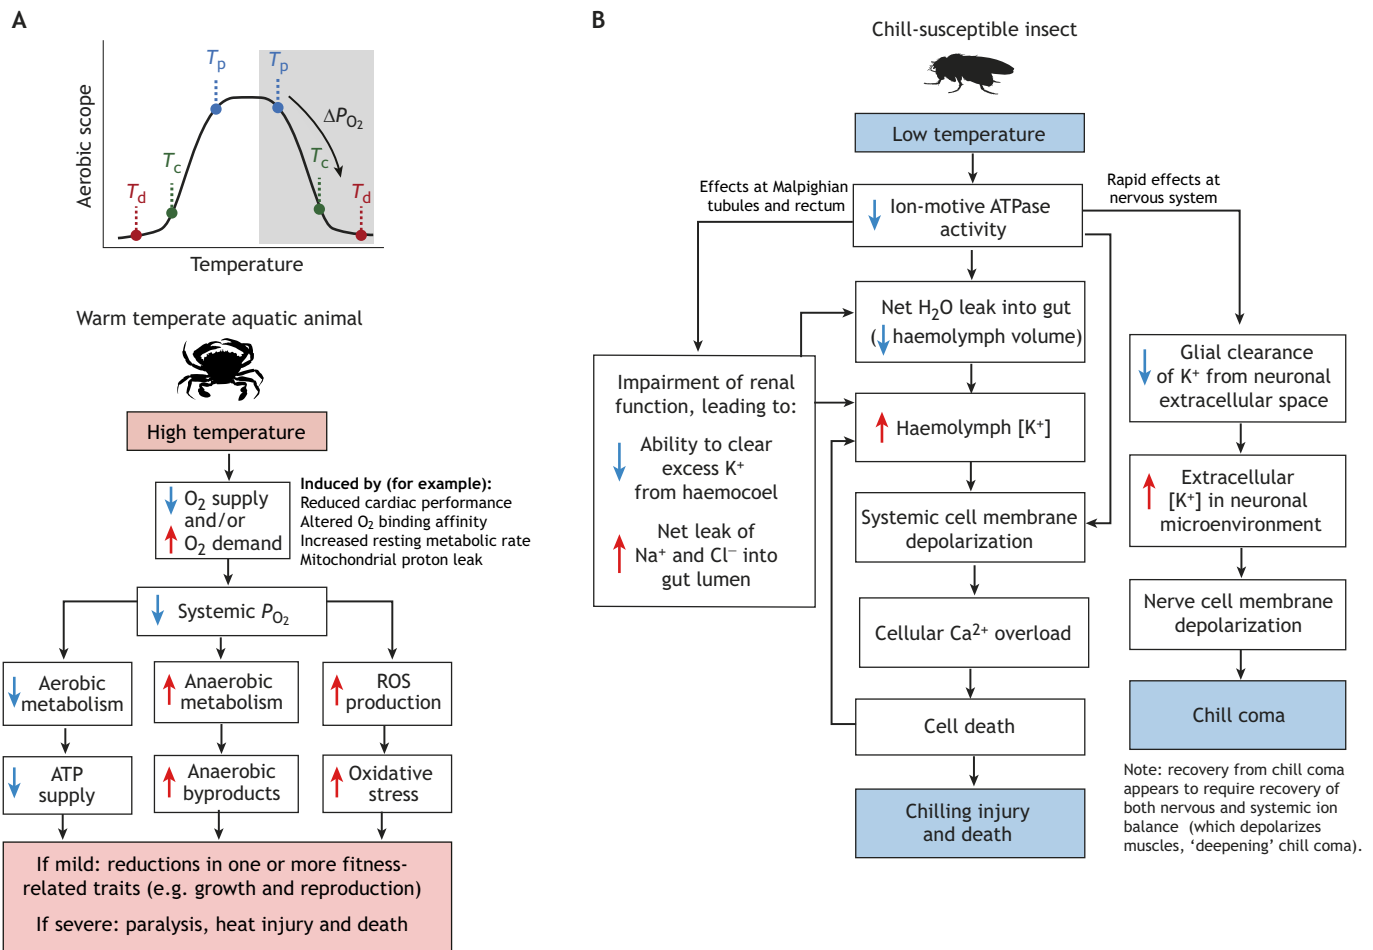 A
Aerobic scope
Td
Tc
Tp
Tp
ΔPO2
Tc
Td
Temperature
Warm temperate aquatic animal
High temperature
O2 supply
and/or
O2 demand
Induced by (for example):
Reduced cardiac performance
Altered O2 binding affinity
Increased resting metabolic rate
Mitochondrial proton leak
Systemic PO2
Aerobic
metabolism
Anaerobic
metabolism
ROS
production
ATP
supply
Anaerobic
byproducts
Oxidative
stress
If mild: reductions in one or more fitness-
related traits (e.g. growth and reproduction)
If severe: paralysis, heat injury and death
B
Chill-susceptible insect
Low temperature
Effects at Malpighian
tubules and rectum
Ion-motive ATPase
activity
Rapid effects at
nervous system
Impairment of renal
function, leading to:
Ability to clear
excess K+
from haemocoel
Net leak of
Na+ and Cl− into
gut lumen
Net H2O leak into gut
(↓ haemolymph volume)
Haemolymph [K+]
Systemic cell membrane
depolarization
Cellular Ca2+ overload
Cell death
Chilling injury
and death
Glial clearance
of K+ from neuronal
extracellular space
Extracellular
[K+] in neuronal
microenvironment
Nerve cell membrane
depolarization
Chill coma
Note: recovery from chill coma
appears to require recovery of
both nervous and systemic ion
balance (which depolarizes
muscles, ‘deepening’ chill coma).